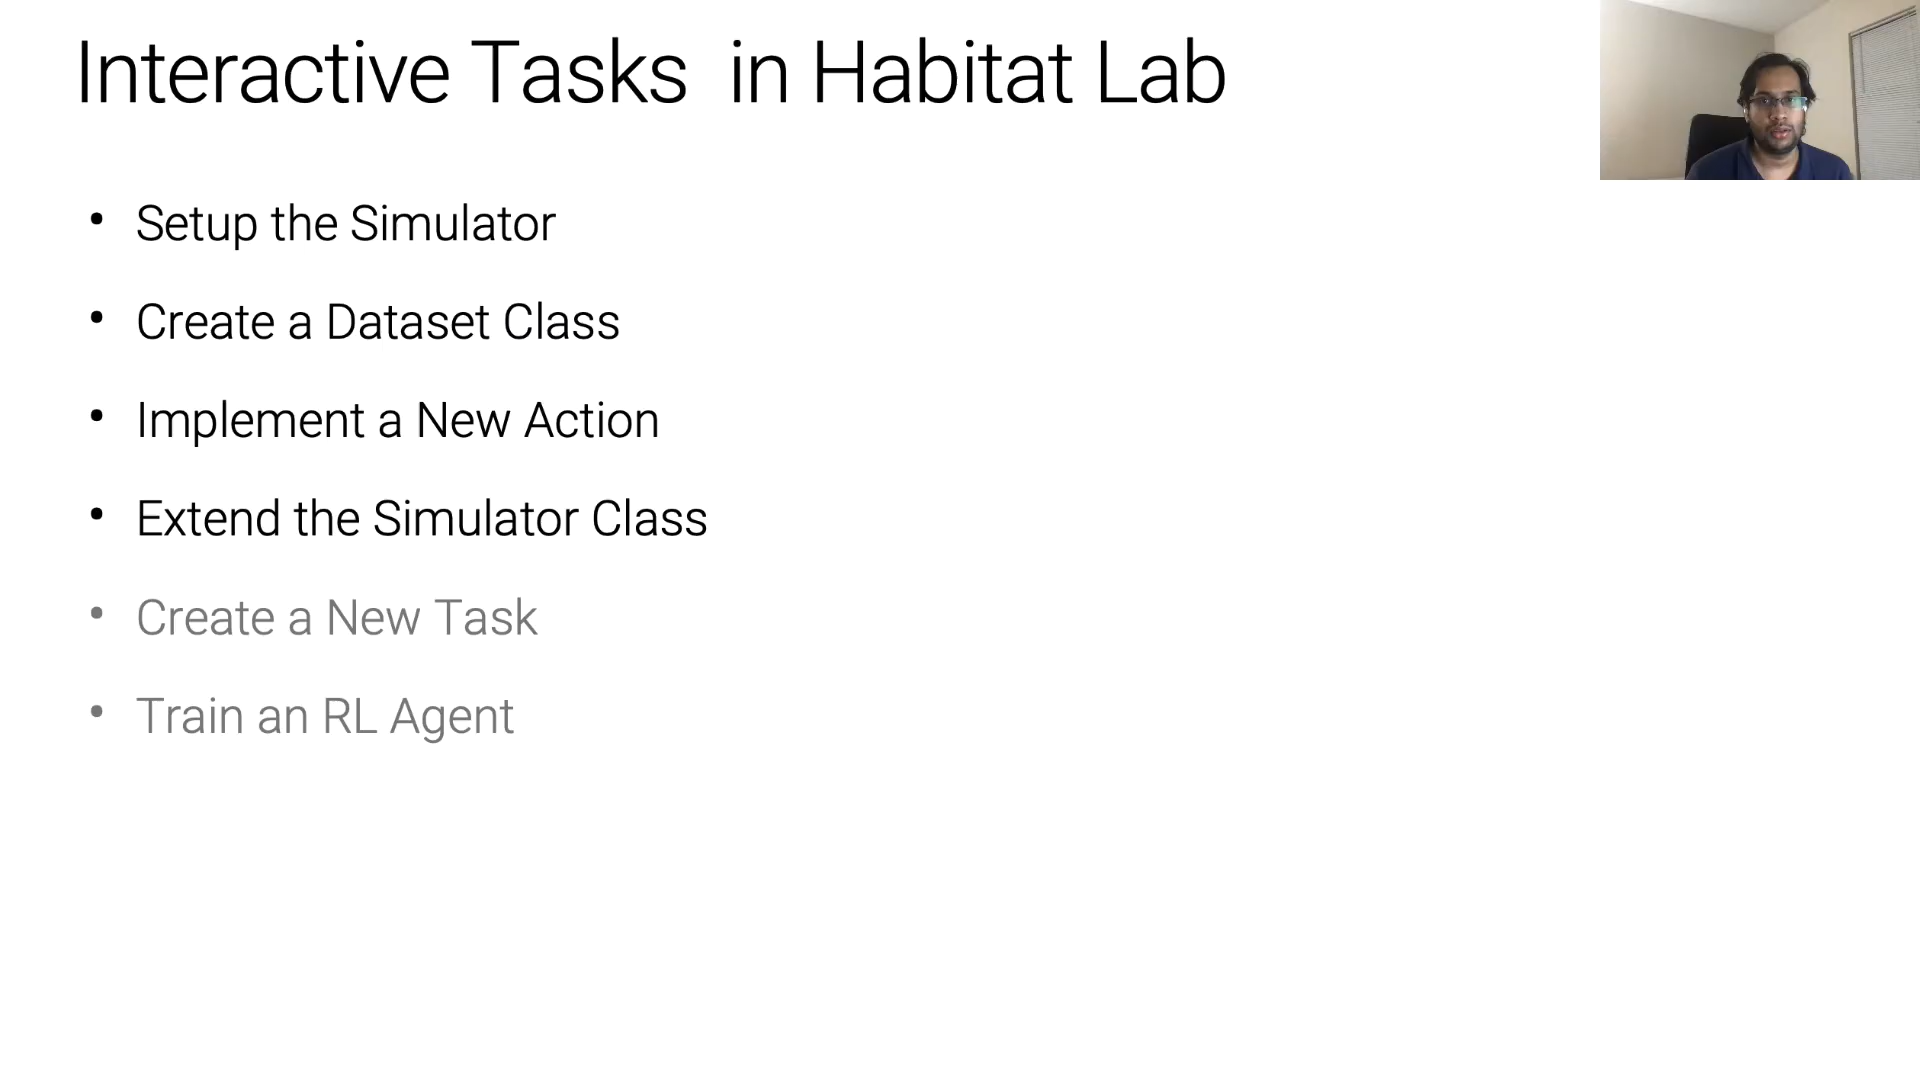 Interactive Tasks  in Habitat Lab
• Setup the Simulator
• Create a Dataset Class
• Implement a New Action
• Extend the Simulator Class
• Create a New Task
• Train an RL Agent